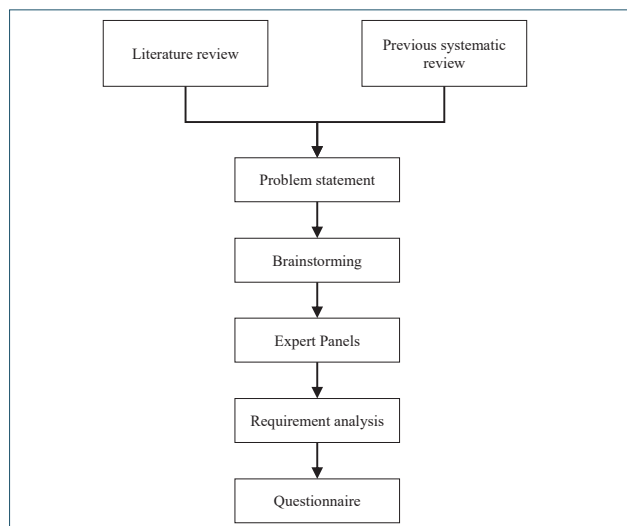 Literature review
Previous systematic
review
Problem statement
Brainstorming
Expert Panels
Requirement analysis
Questionnaire